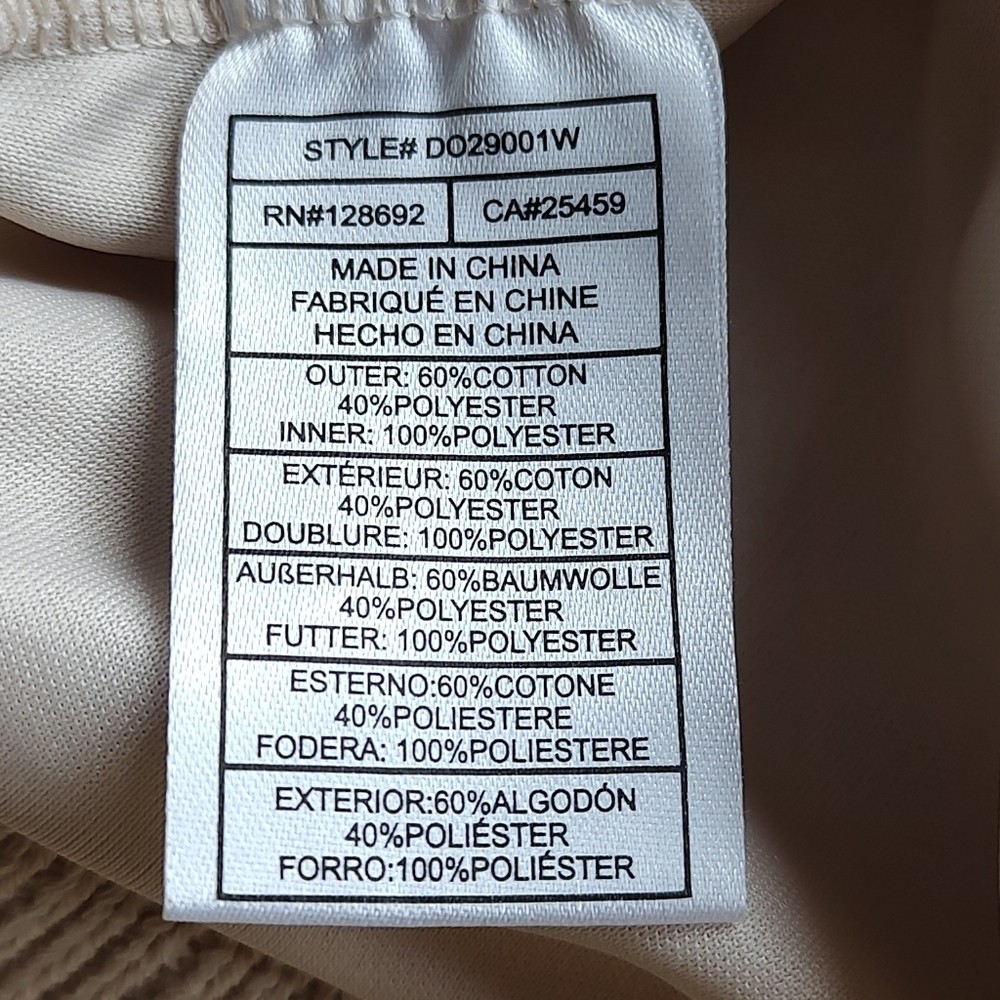 STYLE# DO29001W
RN#128692 CA#25459
MADE IN CHINA
FABRIQUÉ EN CHINE
HECHO EN CHINA
OUTER: 60%COTTON
40%POLYESTER
INNER: 100%POLYESTER
EXTÉRIEUR: 60%COTON
40%POLYESTER
DOUBLURE: 100%POLYESTER
AUßERHALB: 60%BAUMWOLLE
40%POLYESTER
FUTTER: 100%POLYESTER
ESTERNO:60%COTONE
40%POLIESTERE
FODERA: 100%POLIESTERE
EXTERIOR:60%ALGODÓN
40%POLIÉSTER
FORRO:100%POLIÉSTER